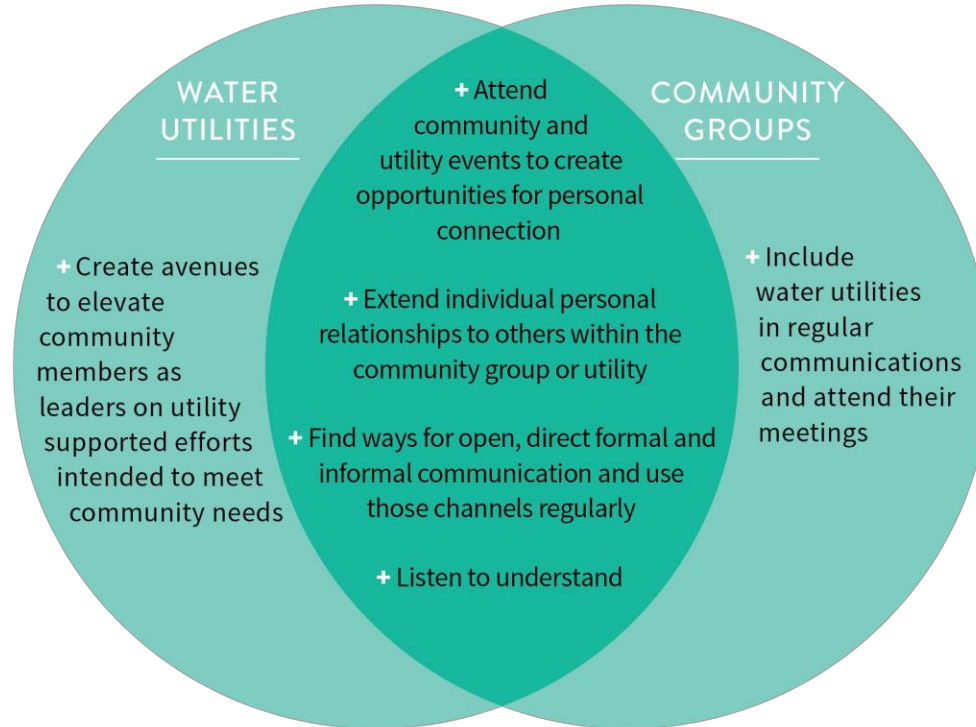 WATER
UTILITIES
+ Create avenues
to elevate
community
members as
leaders on utility
supported efforts
intended to meet
community needs
+ Attend
community and
utility events to create
opportunities for personal
connection
+ Extend individual personal
relationships to others within the
community group or utility
+ Find ways for open, direct formal and
informal communication and use
those channels regularly
+ Listen to understand
COMMUNITY
GROUPS
+ Include
water utilities
in regular
communications
and attend their
meetings